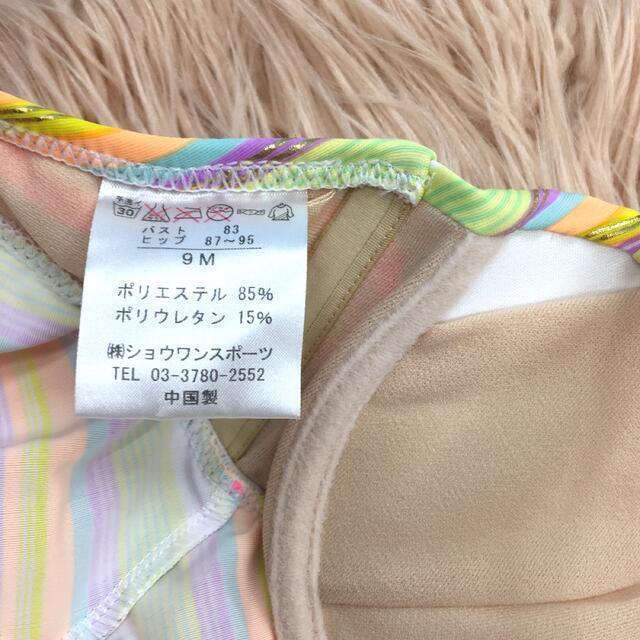 30
バスト 83
ヒップ 87〜95
9M
ポリエステル 85%
ポリウレタン 15%
㈱ショウワンスポーツ
TEL 03-3780-2552
中国製